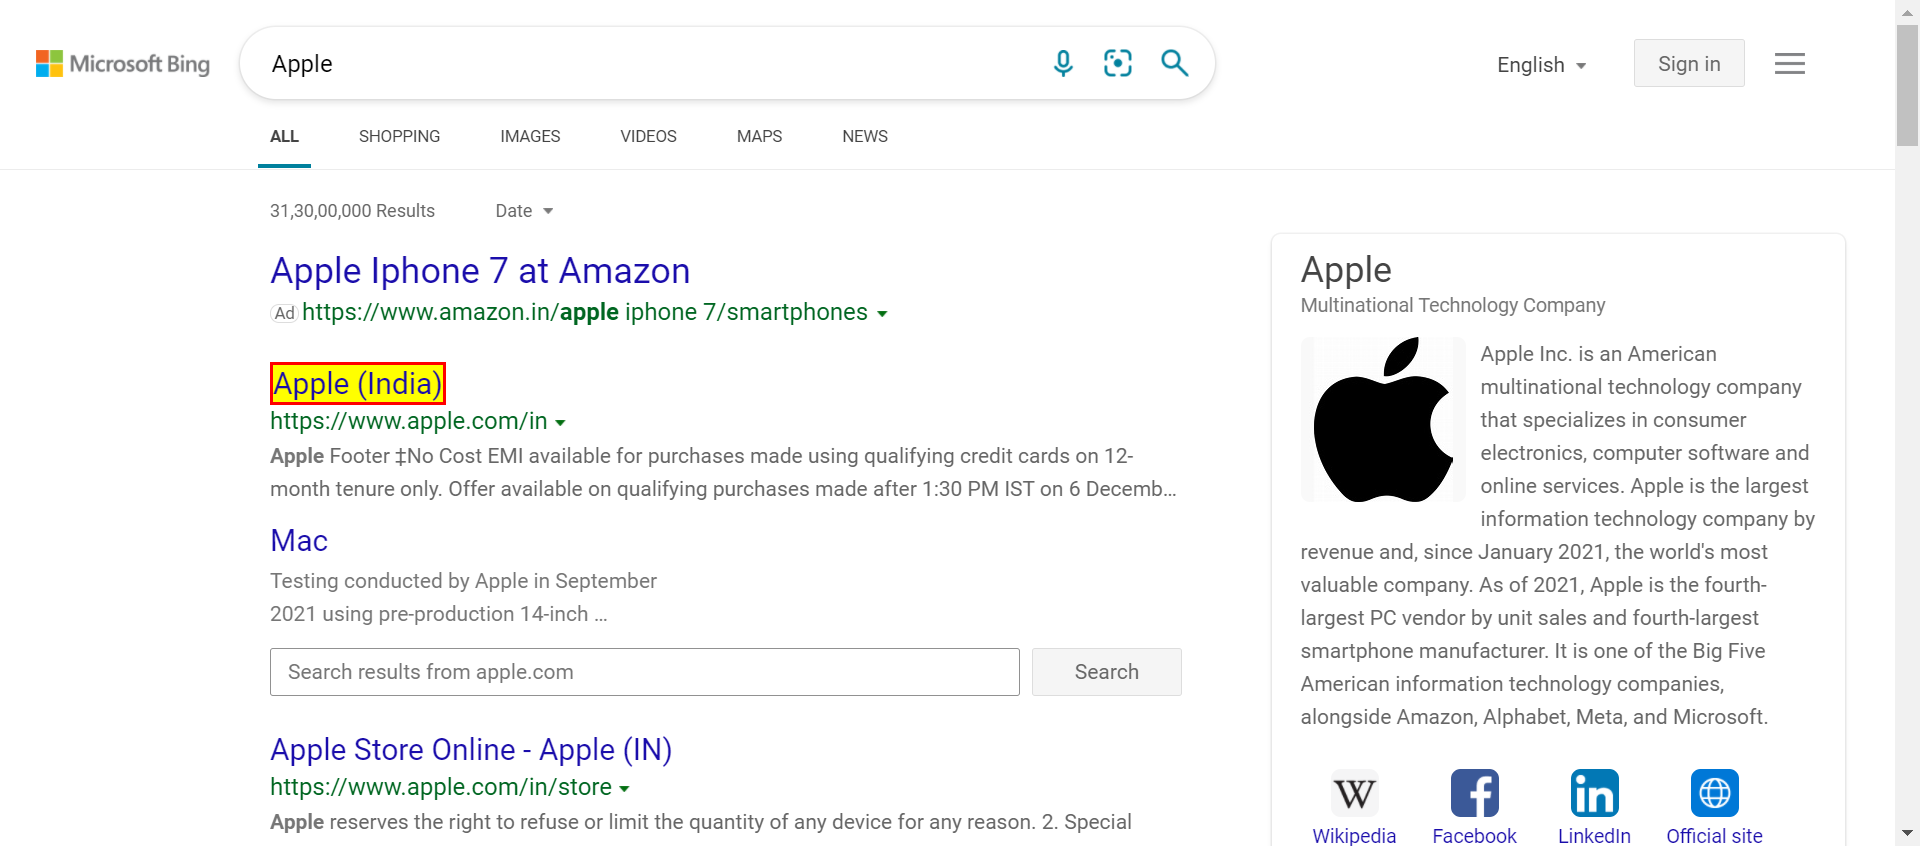 Microsoft Bing
Apple
English
Sign in
ALL
SHOPPING
IMAGES
VIDEOS
MAPS
NEWS
31,30,00,000 Results
Date
Apple Iphone 7 at Amazon
Ad https://www.amazon.in/apple iphone 7/smartphones
Apple (India)
https://www.apple.com/in
Apple Footer ‡No Cost EMI available for purchases made using qualifying credit cards on 12-
month tenure only. Offer available on qualifying purchases made after 1:30 PM IST on 6 Decemb...
Mac
Testing conducted by Apple in September
2021 using pre-production 14-inch ...
Search results from apple.com
Search
Apple Store Online - Apple (IN)
https://www.apple.com/in/store
Apple reserves the right to refuse or limit the quantity of any device for any reason. 2. Special
Apple
Multinational Technology Company
Apple Inc. is an American
multinational technology company
that specializes in consumer
electronics, computer software and
online services. Apple is the largest
information technology company by
revenue and, since January 2021, the world's most
valuable company. As of 2021, Apple is the fourth-
largest PC vendor by unit sales and fourth-largest
smartphone manufacturer. It is one of the Big Five
American information technology companies,
alongside Amazon, Alphabet, Meta, and Microsoft.
W
f
in
Wikipedia
Facebook
LinkedIn
Official site